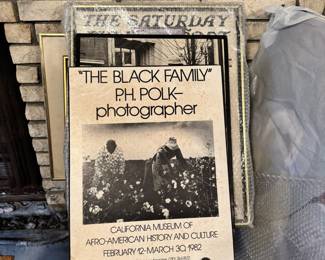 THE SATURDAY
"THE BLACK FAMILY"
P.H. POLK–
photographer
CALIFORNIA MUSEUM OF
AFRO-AMERICAN HISTORY AND CULTURE
FEBRUARY 12-MARCH 30, 1982